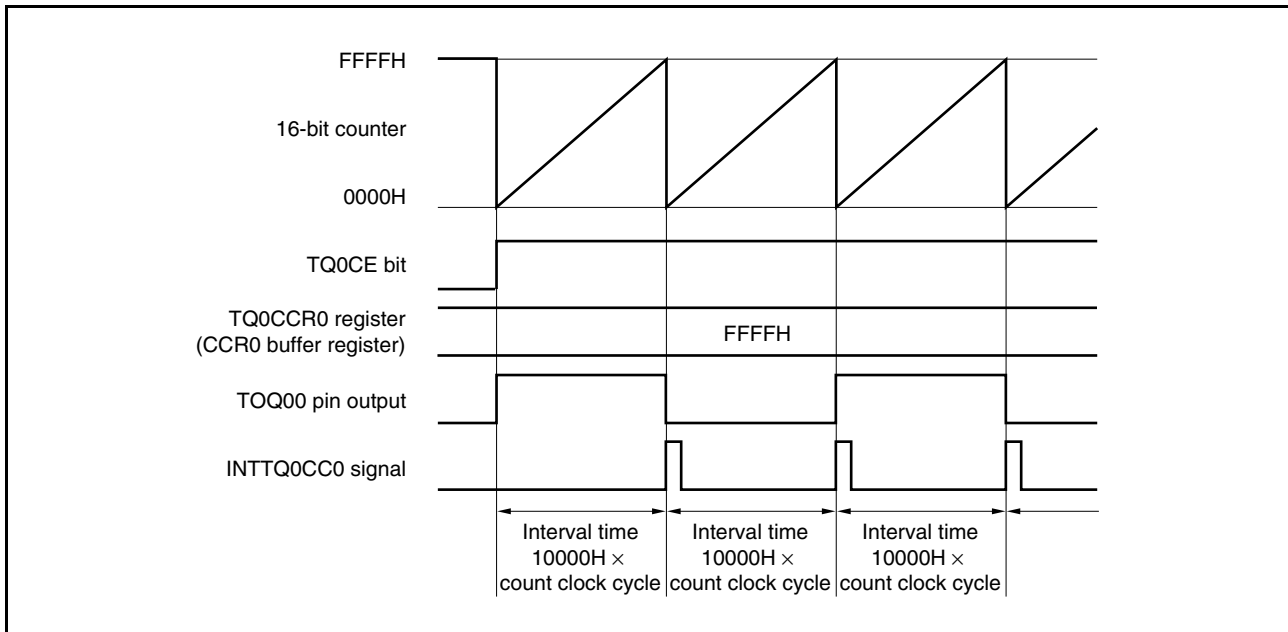 FFFFH
16-bit counter
0000H
TQ0CE bit
TQ0CCR0 register
(CCR0 buffer register)
FFFFH
TOQ00 pin output
INTTQ0CC0 signal
Interval time
10000H ×
count clock cycle
Interval time
10000H ×
count clock cycle
Interval time
10000H ×
count clock cycle